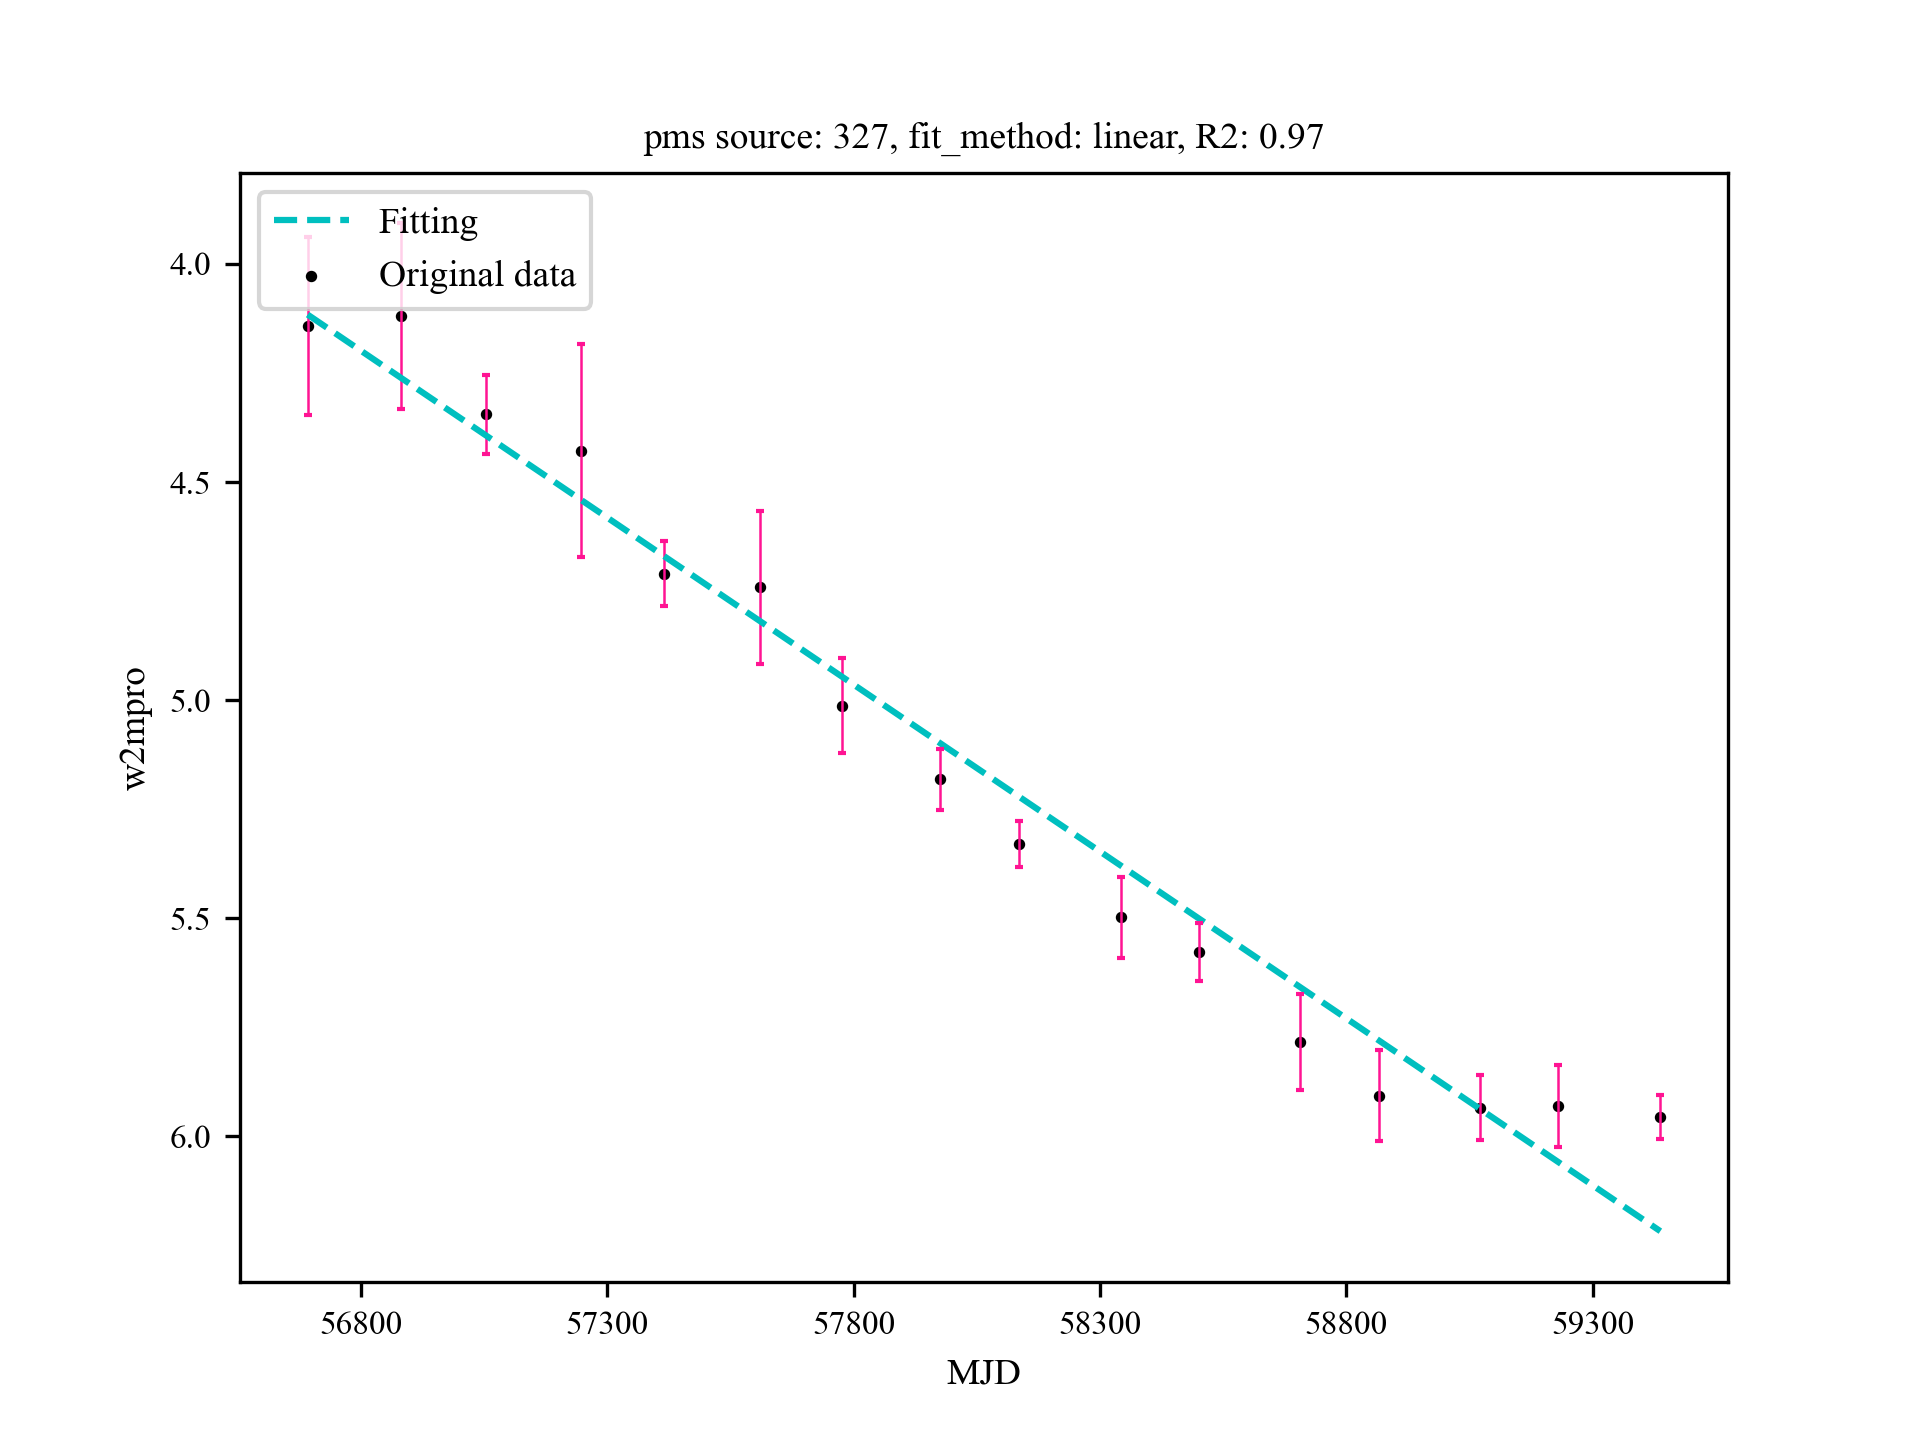 pms source: 327, fit_method: linear, R2: 0.97
Fitting
Original data
4.0
4.5
5.0
5.5
6.0
w2mpro
56800 57300 57800 58300 58800 59300
MJD